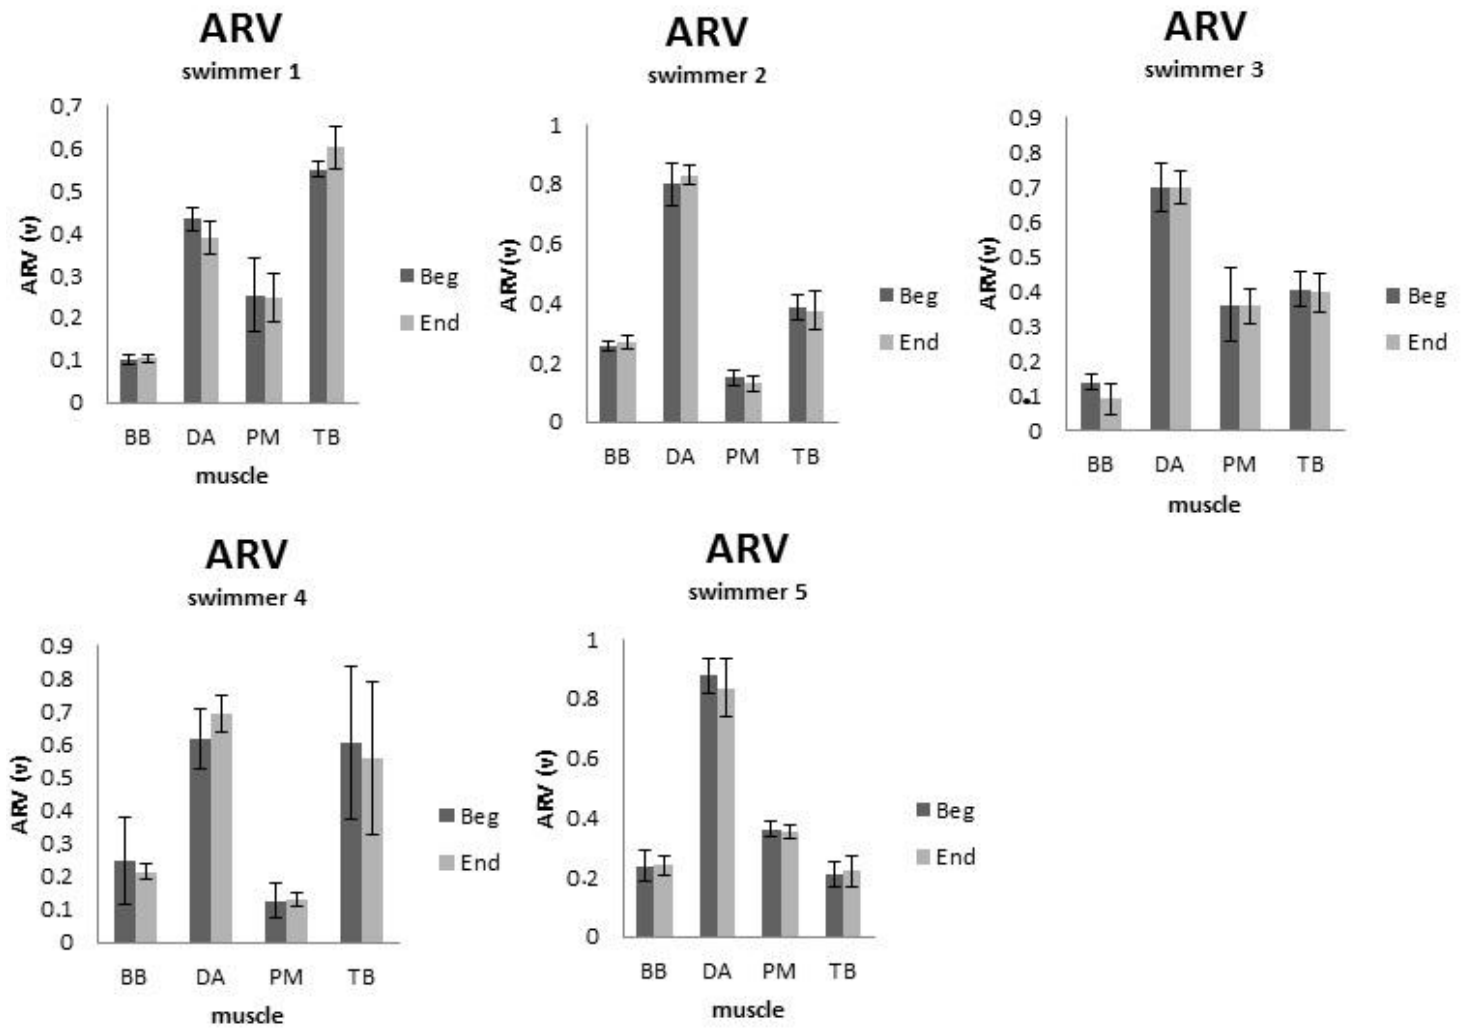 ARV
swimmer 1
0,7
0,6
0,5
0,4
0,3
0,2
0,1
0
ARV (v)
BB DA PM TB
muscle
Beg
End
ARV
swimmer 2
1
0,8
0,6
0,4
0,2
0
ARV (v)
BB DA PM TB
Beg
End
ARV
swimmer 3
0,9
0,8
0,7
0,6
0,5
0,4
0,3
0,2
0,1
0
ARV (v)
BB DA PM TB
muscle
Beg
End
ARV
swimmer 4
0,9
0,8
0,7
0,6
0,5
0,4
0,3
0,2
0,1
0
ARV (v)
BB DA PM TB
muscle
Beg
End
ARV
swimmer 5
1
0,8
0,6
0,4
0,2
0
ARV (v)
BB DA PM TB
muscle
Beg
End